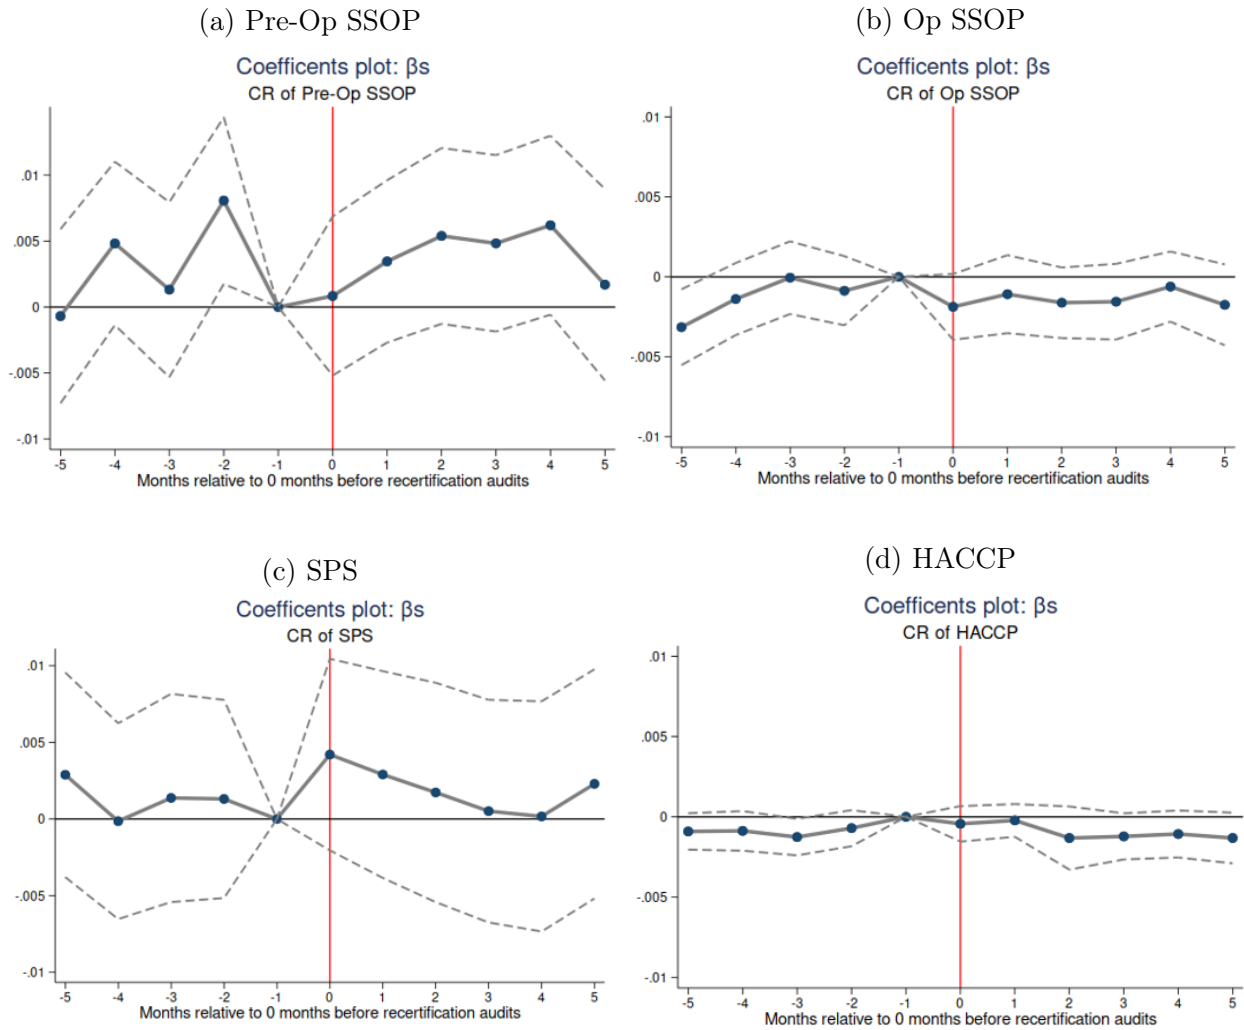 (a) Pre-Op SSOP
Coefficents plot: βs
CR of Pre-Op SSOP
.01
.005
0
-.005
-.01
-5 -4 -3 -2 -1 0 1 2 3 4 5
Months relative to 0 months before recertification audits
(b) Op SSOP
Coefficents plot: βs
CR of Op SSOP
.01
.005
0
-.005
-.01
-5 -4 -3 -2 -1 0 1 2 3 4 5
Months relative to 0 months before recertification audits
(c) SPS
Coefficents plot: βs
CR of SPS
.01
.005
0
-.005
-.01
-5 -4 -3 -2 -1 0 1 2 3 4 5
Months relative to 0 months before recertification audits
(d) HACCP
Coefficents plot: βs
CR of HACCP
.01
.005
0
-.005
-.01
-5 -4 -3 -2 -1 0 1 2 3 4 5
Months relative to 0 months before recertification audits